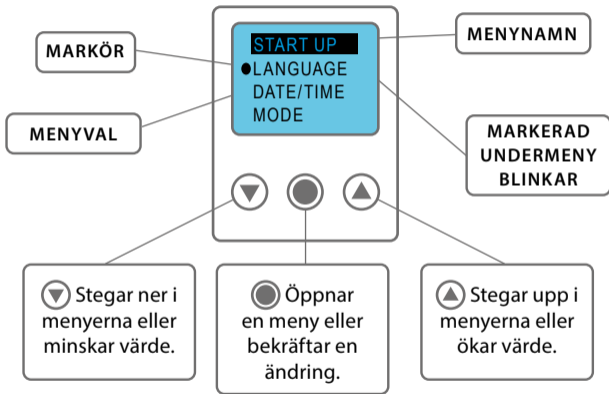 MARKÖR
MENYVAL
START UP
LANGUAGE
DATE/TIME
MODE
MENYNAMN
MARKERAD
UNDERMENY
BLINKAR
Stegar ner i
menyerna eller
minskar värde.
Öppnar
en meny eller
bekräftar en
ändring.
Stegar upp i
menyerna eller
ökar värde.